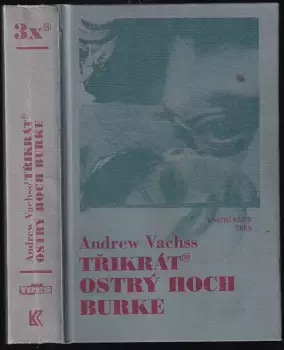 3x®
Andrew Vachss//TŘIKRÁT®
OSTRÝ HOCH BURKE
TRES
K
KNIŽNÍ KLUB
TRES
Andrew Vachss
TŘIKRÁT®
OSTRÝ HOCH
BURKE